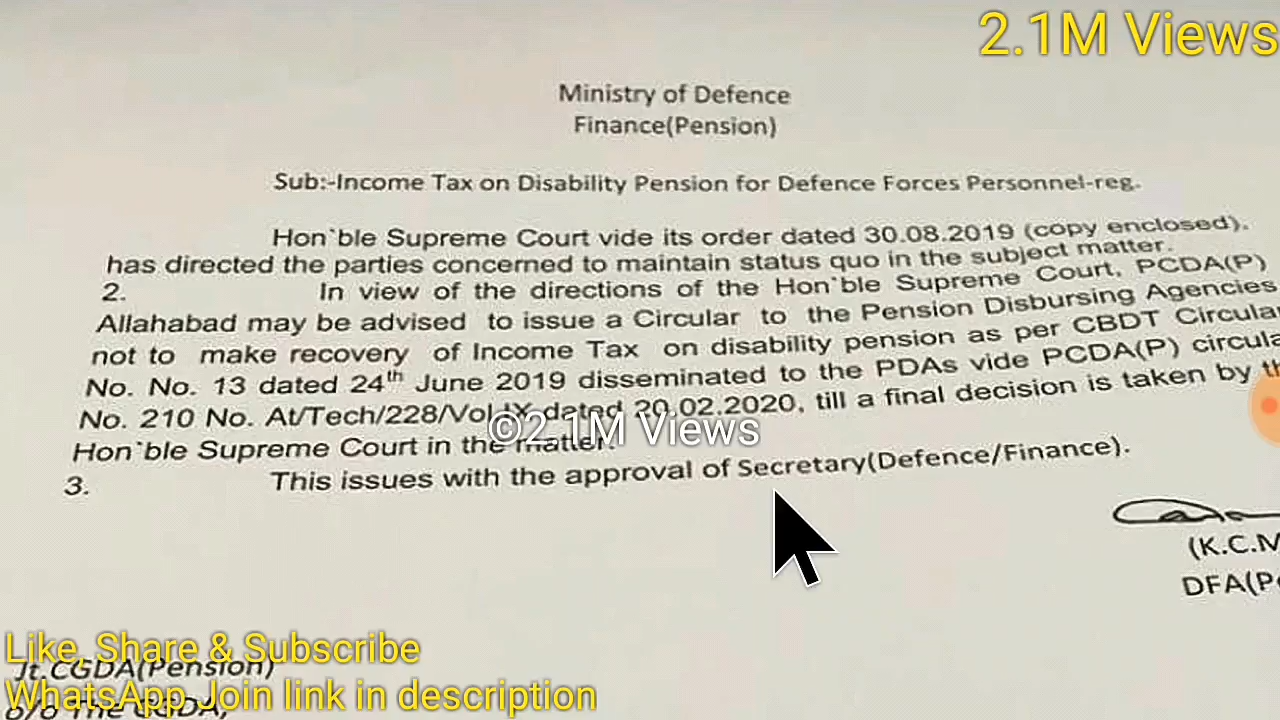 2.1M Views
Ministry of Defence
Finance(Pension)
Sub:-Income Tax on Disability Pension for Defence Forces Personnel-reg.
Hon`ble Supreme Court vide its order dated 30.08.2019 (copy enclosed).
has directed the parties concerned to maintain status quo in the subject matter.
2. In view of the directions of the Hon`ble Supreme Court, PCDA(P)
Allahabad may be advised to issue a Circular to the Pension Disbursing Agencies
not to make recovery of Income Tax on disability pension as per CBDT Circular
No. No. 13 dated 24th June 2019 disseminated to the PDAs vide PCDA(P) circula
No. 210 No. At/Tech/228/Vol IX dated 20.02.2020, till a final decision is taken by th
©2.1M Views
Hon`ble Supreme Court in the matter.
3. This issues with the approval of Secretary(Defence/Finance).
(K.C.M
DFA(Pe
Like, Share & Subscribe
Jt.CGDA(Pension)
WhatsApp Join link in description
o/o The CGDA,